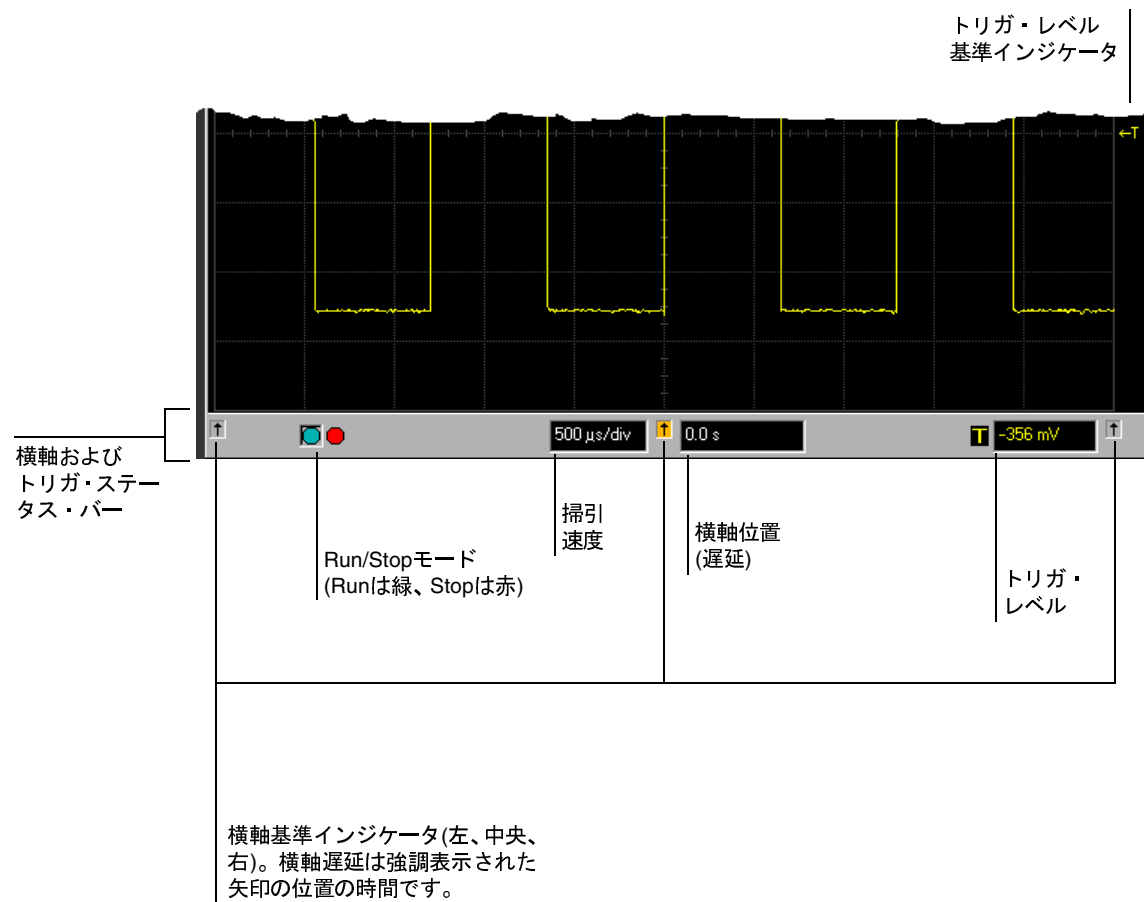 トリガ・レベル
基準インジケータ
←T
500 µs/div
0.0 s
T
-356 mV
横軸および
トリガ・ステー
タス・バー
掃引
速度
横軸位置
(遅延)
Run/Stopモード
(Runは緑、Stopは赤)
トリガ・
レベル
横軸基準インジケータ(左、中央、
右)。横軸遅延は強調表示された
矢印の位置の時間です。